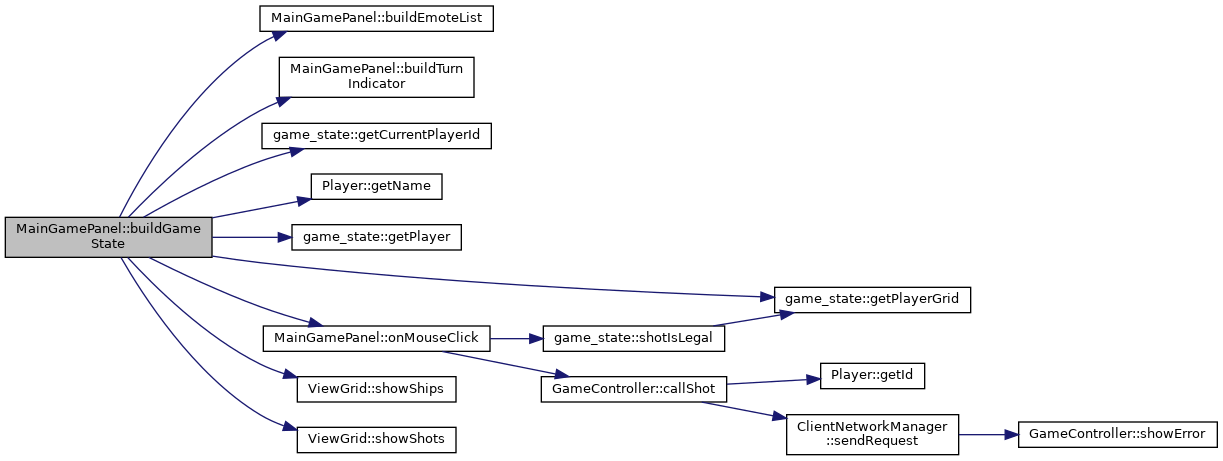 MainGamePanel::buildEmoteList
MainGamePanel::buildTurn
Indicator
game_state::getCurrentPlayerId
Player::getName
MainGamePanel::buildGame
State
game_state::getPlayer
game_state::getPlayerGrid
MainGamePanel::onMouseClick
game_state::shotIsLegal
ViewGrid::showShips
GameController::callShot
Player::getId
ViewGrid::showShots
ClientNetworkManager
::sendRequest
GameController::showError